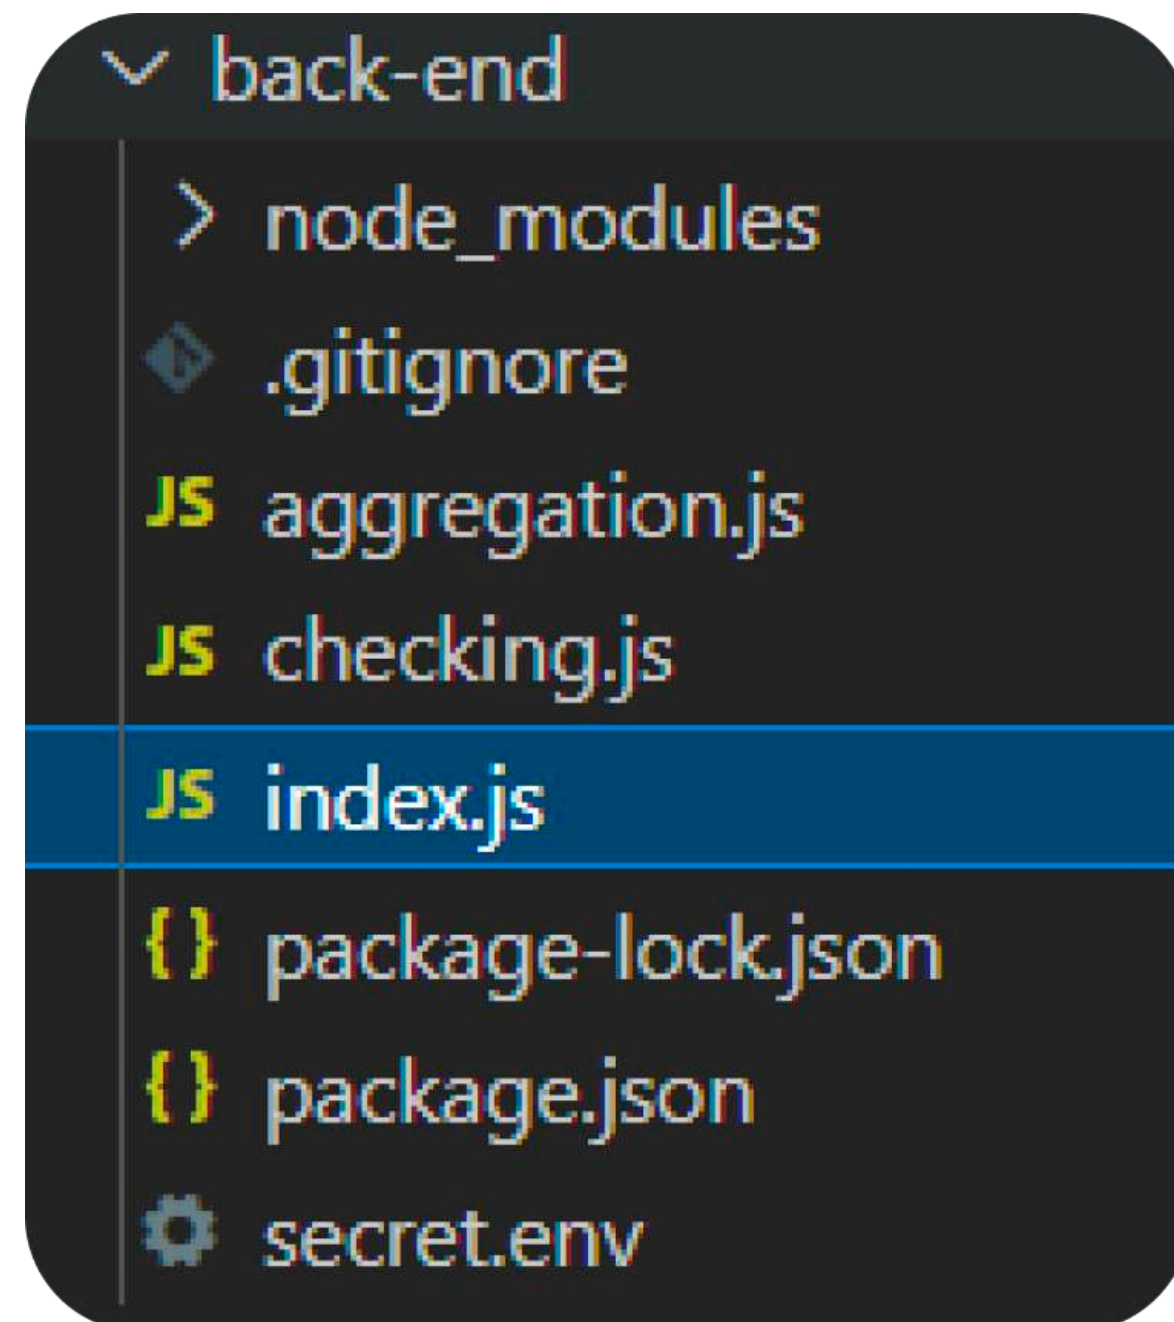 back-end
node_modules
.gitignore
JS aggregation.js
JS checking.js
JS index.js
{} package-lock.json
{} package.json
secret.env